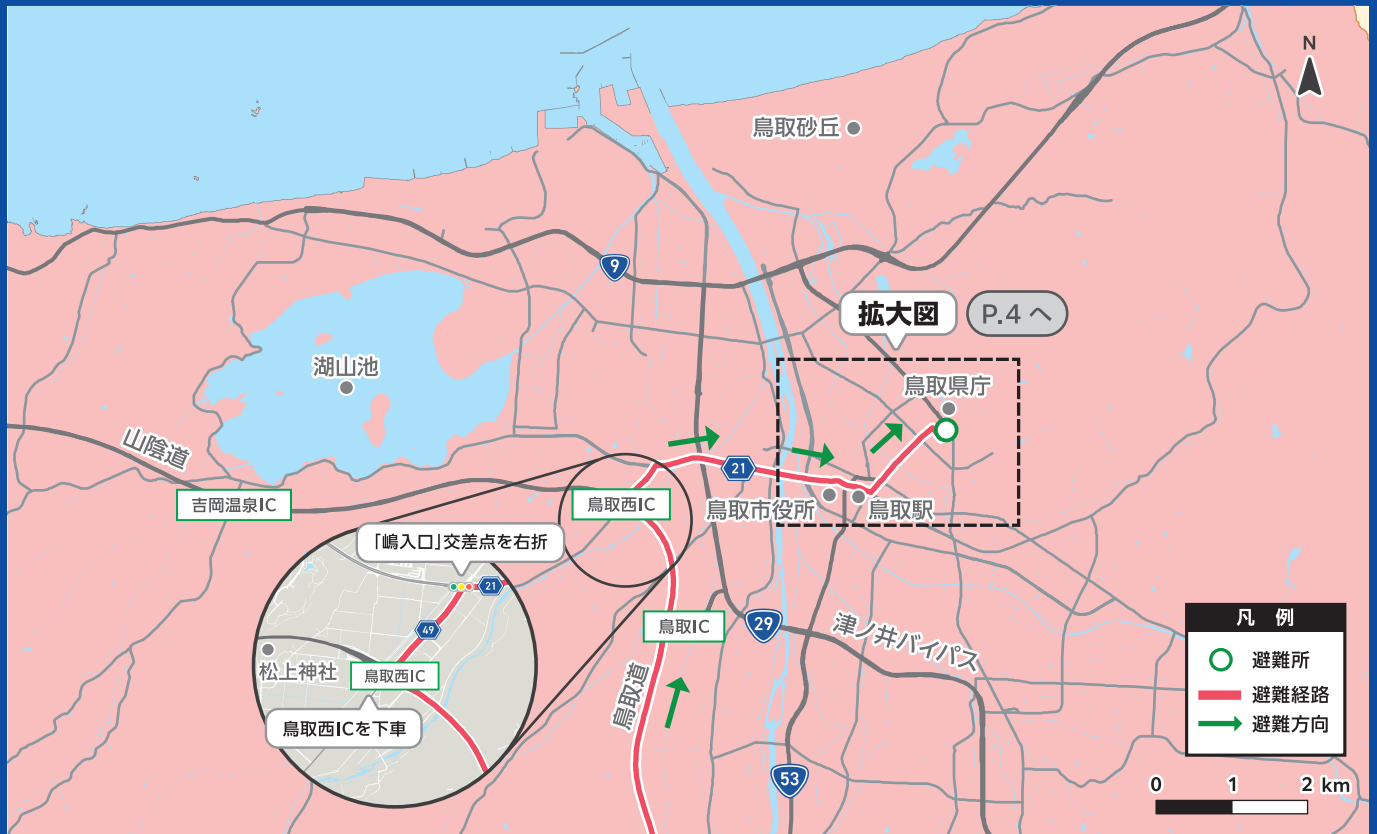 N
鳥取砂丘
9
拡大図
P.4 へ
湖山池
鳥取県庁
山陰道
21
吉岡温泉IC
鳥取西IC
鳥取市役所
鳥取駅
「嶋入口」交差点を右折
21
49
鳥取IC
29
津ノ井バイパス
松上神社
鳥取西IC
鳥取道
鳥取西ICを下車
53
凡 例
避難所
避難経路
避難方向
0 1 2 km